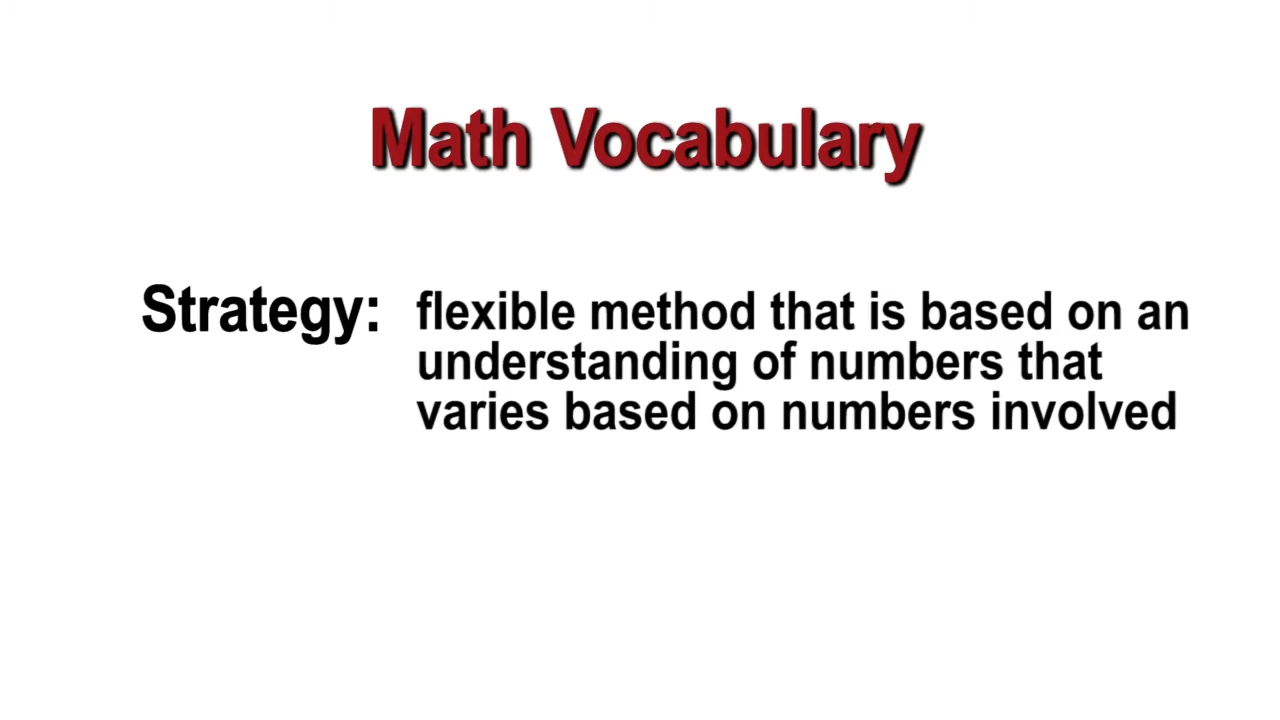 Math Vocabulary
Strategy: flexible method that is based on an
understanding of numbers that
varies based on numbers involved